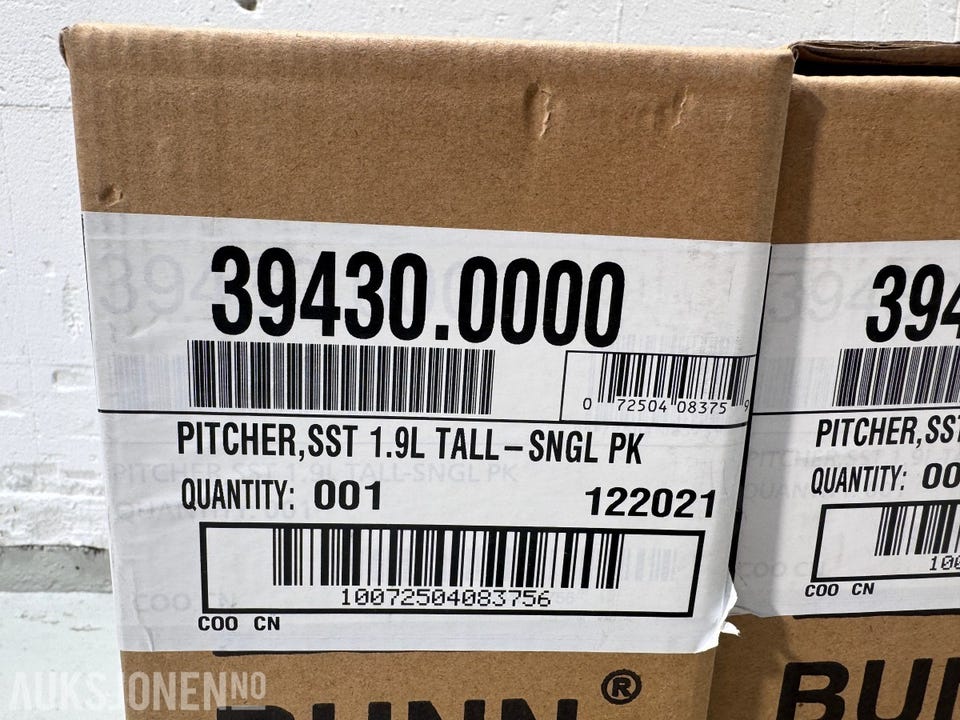 39430.0000
0 72504 08375 9
PITCHER,SST 1.9L TALL-SNGL PK
QUANTITY: 001 122021
10072504083756
COO CN
BUNN®
394
PITCHER,SST
QUANTITY: 00
100
COO CN
BUN
AUKSJONEN NO